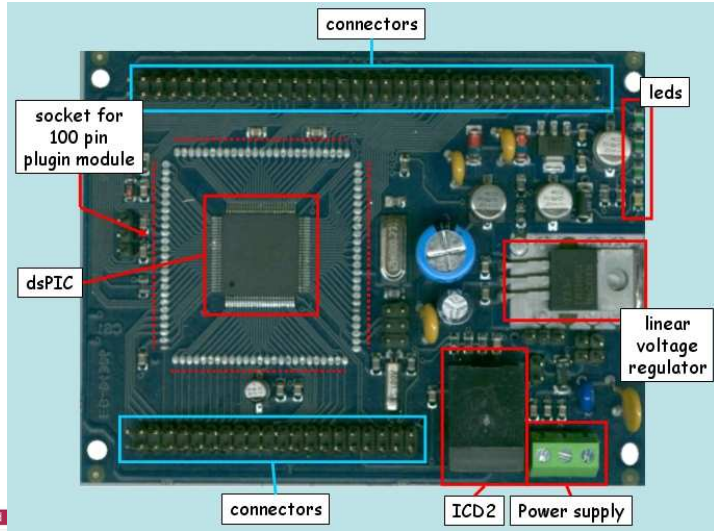 connectors
leds
socket for
100 pin
plugin module
dsPIC
linear
voltage
regulator
connectors
ICD2
Power supply